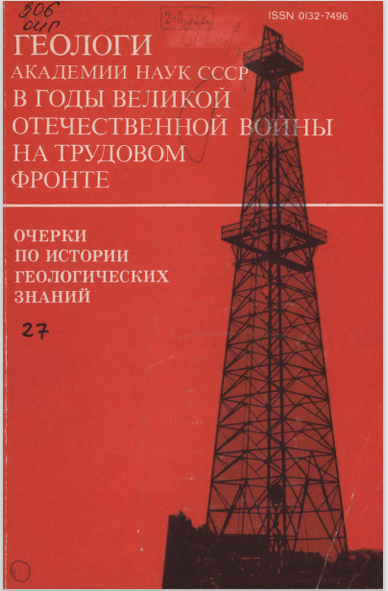 306
ОИГ
ISSN 0132-7496
ГЕОЛОГИ
АКАДЕМИИ НАУК СССР
В ГОДЫ ВЕЛИКОЙ
ОТЕЧЕСТВЕННОЙ ВОЙНЫ
НА ТРУДОВОМ
ФРОНТЕ
ОЧЕРКИ
ПО ИСТОРИИ
ГЕОЛОГИЧЕСКИХ
ЗНАНИЙ
27